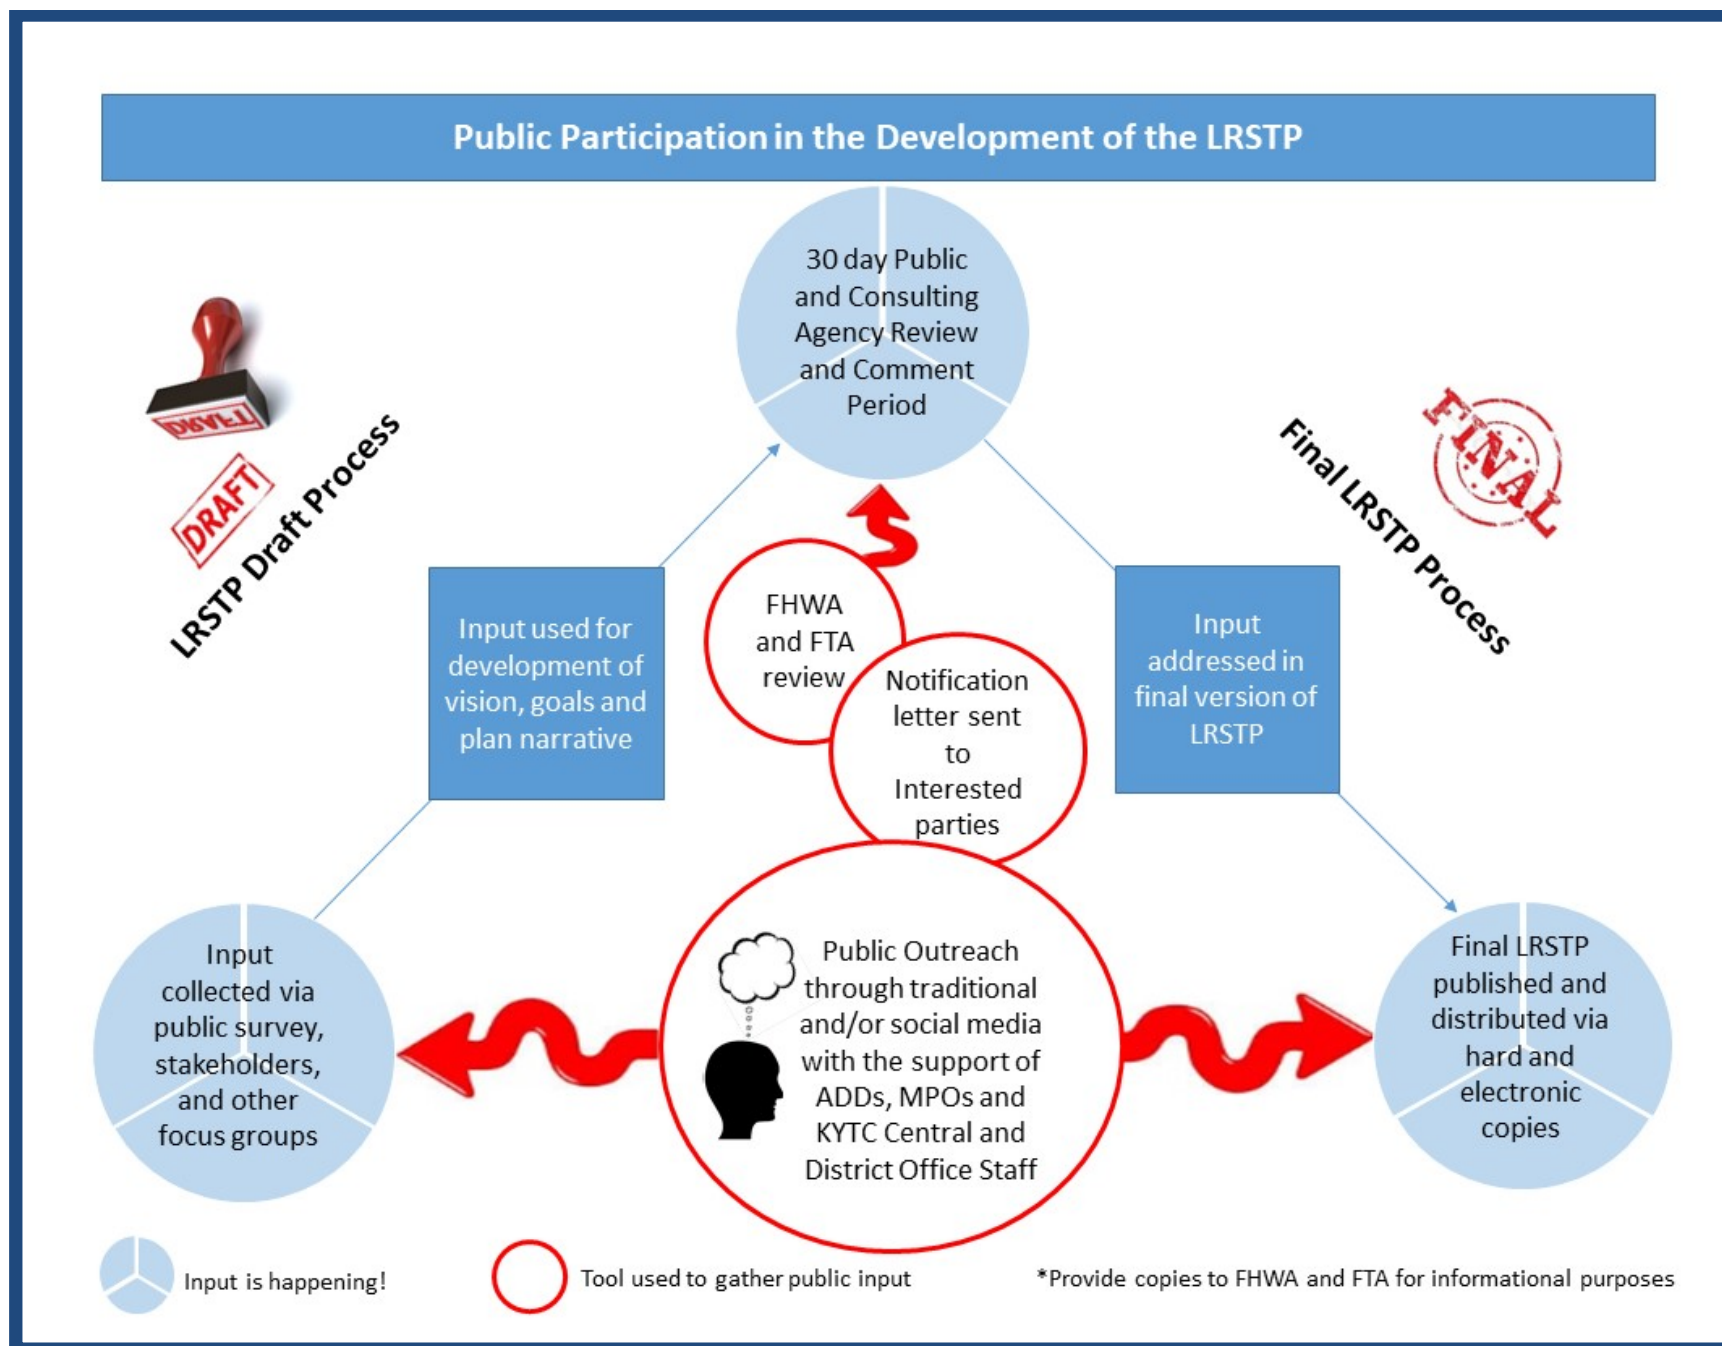 Public Participation in the Development of the LRSTP
30 day Public
and Consulting
Agency Review
and Comment
Period
DRAFT
DRAFT
LRSTP Draft Process
FINAL
Final LRSTP Process
Input used for
development of
vision, goals and
plan narrative
FHWA
and FTA
review
Notification
letter sent
to
Interested
parties
Input
addressed in
final version of
LRSTP
Input
collected via
public survey,
stakeholders,
and other
focus groups
Public Outreach
through traditional
and/or social media
with the support of
ADDs, MPOs and
KYTC Central and
District Office Staff
Final LRSTP
published and
distributed via
hard and
electronic
copies
Input is happening!
Tool used to gather public input
*Provide copies to FHWA and FTA for informational purposes